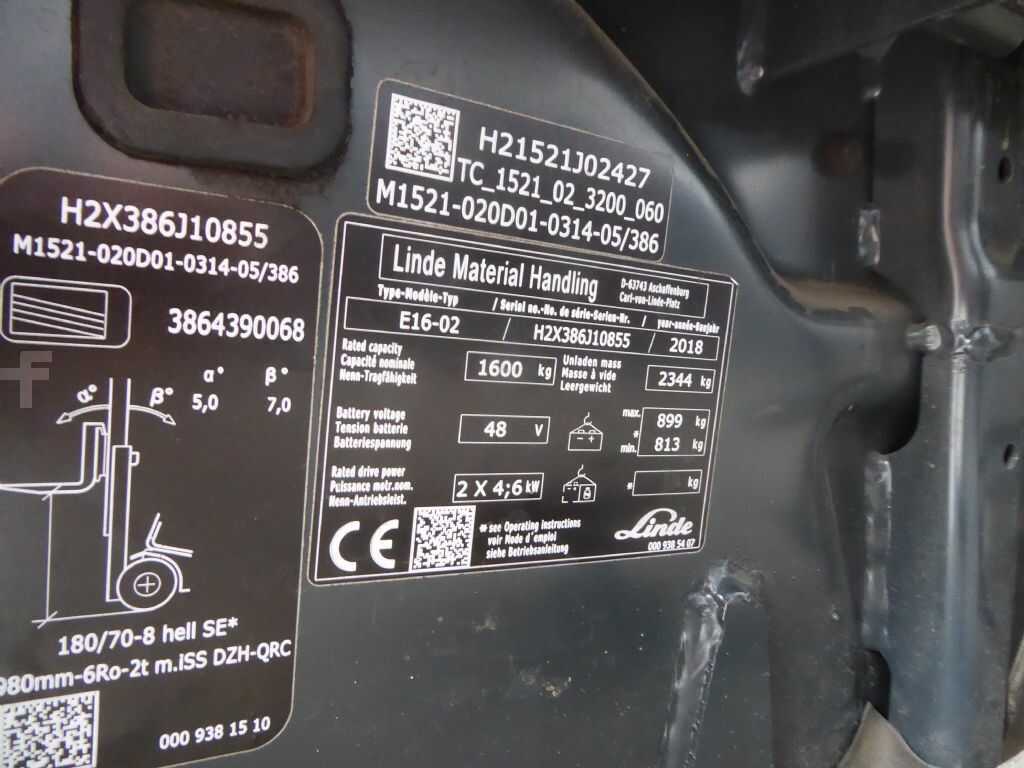 H21521J02427
TC_1521_02_3200_060
M1521-020D01-0314-05/386
H2X386J10855
M1521-020D01-0314-05/386
3864390068
α° β°
5,0 7,0
α° β°
180/70-8 hell SE*
980mm-6Ro-2t m.ISS DZH-QRC
000 938 15 10
Linde Material Handling
D-63743 Aschaffenburg
Carl-von-Linde-Platz
Type-Modèle-Typ / Serial no.-No. de série-Serien-Nr. / year-année-Baujahr
E16-02 / H2X386J10855 / 2018
Rated capacity
Capacité nominale
Nenn-Tragfähigkeit
1600 kg
Unladen mass
Masse à vide
Leergewicht
2344 kg
Battery voltage
Tension batterie
Batteriespannung
48 V
max. 899 kg
*
min. 813 kg
Rated drive power
Puissance motr.nom.
Nenn-Antriebsleist.
2 X 4;6 kW
* kg
CE
* see Operating instructions
voir Mode d'emploi
siehe Betriebsanleitung
Linde
000 938 54 07
f